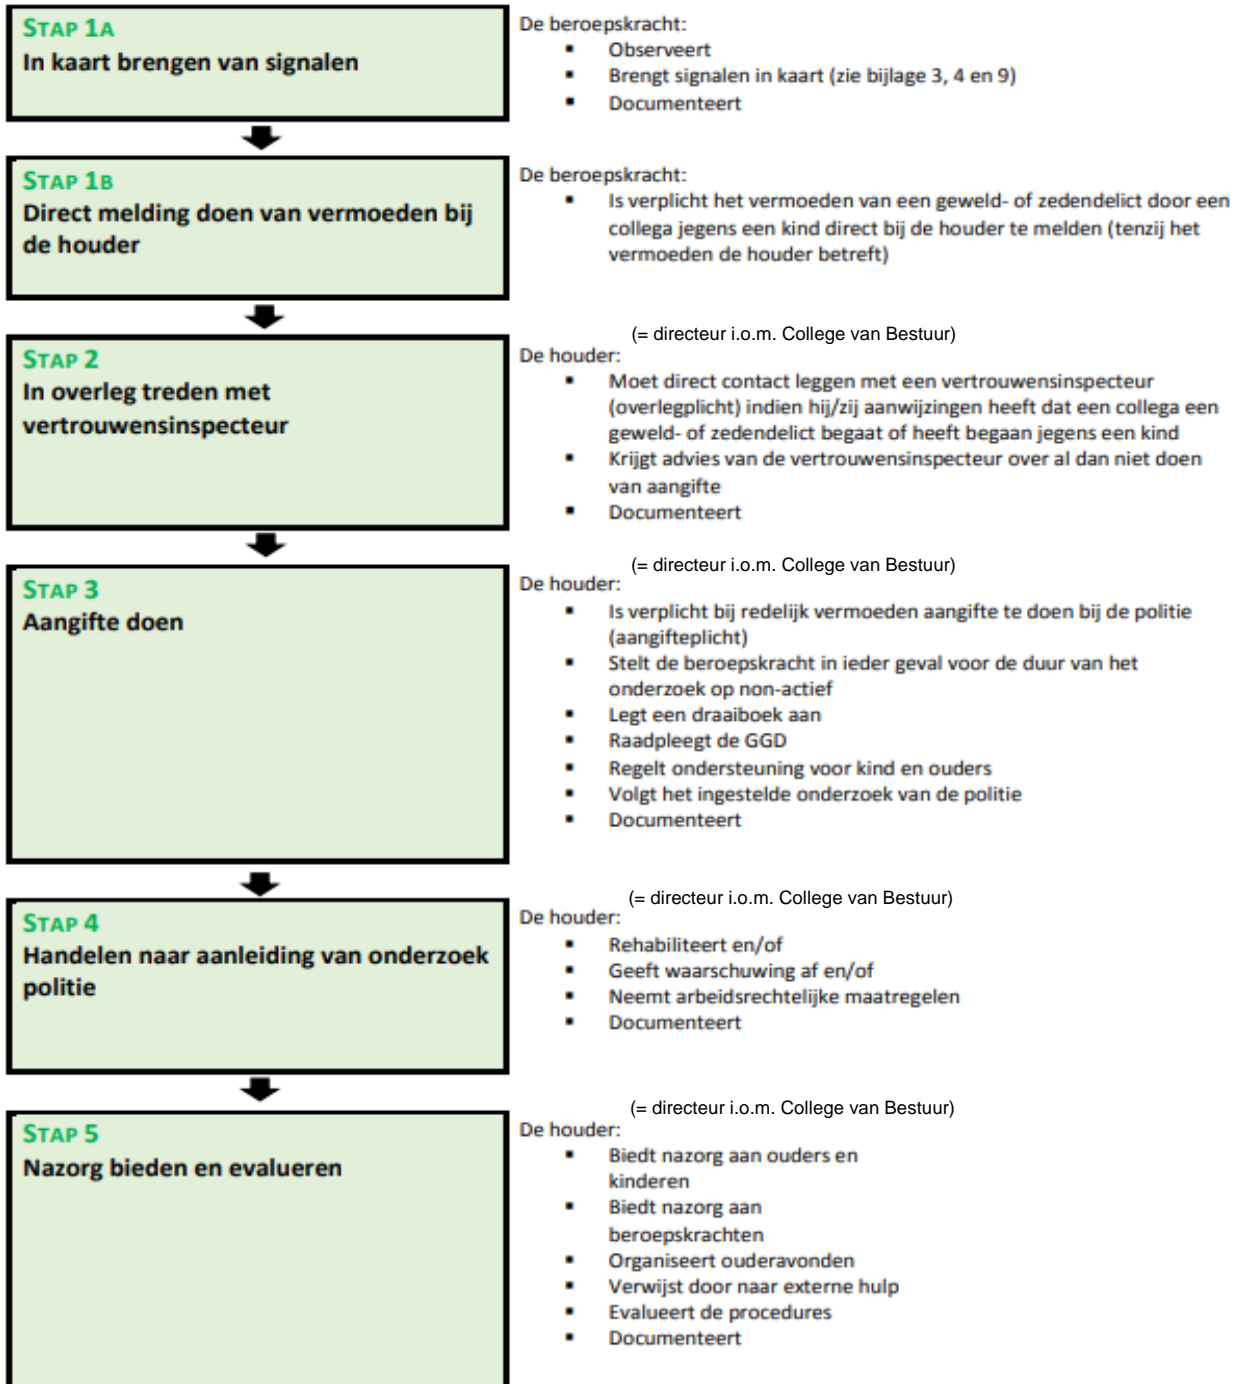 STAP 1A
In kaart brengen van signalen
De beroepskracht:
▪ Observeert
▪ Brengt signalen in kaart (zie bijlage 3, 4 en 9)
▪ Documenteert
STAP 1B
Direct melding doen van vermoeden bij
de houder
De beroepskracht:
▪ Is verplicht het vermoeden van een geweld- of zedendelict door een
collega jegens een kind direct bij de houder te melden (tenzij het
vermoeden de houder betreft)
STAP 2
In overleg treden met
vertrouwensinspecteur
(= directeur i.o.m. College van Bestuur)
De houder:
▪ Moet direct contact leggen met een vertrouwensinspecteur
(overlegplicht) indien hij/zij aanwijzingen heeft dat een collega een
geweld- of zedendelict begaat of heeft begaan jegens een kind
▪ Krijgt advies van de vertrouwensinspecteur over al dan niet doen
van aangifte
▪ Documenteert
STAP 3
Aangifte doen
(= directeur i.o.m. College van Bestuur)
De houder:
▪ Is verplicht bij redelijk vermoeden aangifte te doen bij de politie
(aangifteplicht)
▪ Stelt de beroepskracht in ieder geval voor de duur van het
onderzoek op non-actief
▪ Legt een draaiboek aan
▪ Raadpleegt de GGD
▪ Regelt ondersteuning voor kind en ouders
▪ Volgt het ingestelde onderzoek van de politie
▪ Documenteert
STAP 4
Handelen naar aanleiding van onderzoek
politie
(= directeur i.o.m. College van Bestuur)
De houder:
▪ Rehabiliteert en/of
▪ Geeft waarschuwing af en/of
▪ Neemt arbeidsrechtelijke maatregelen
▪ Documenteert
STAP 5
Nazorg bieden en evalueren
(= directeur i.o.m. College van Bestuur)
De houder:
▪ Biedt nazorg aan ouders en
kinderen
▪ Biedt nazorg aan
beroepskrachten
▪ Organiseert ouderavonden
▪ Verwijst door naar externe hulp
▪ Evalueert de procedures
▪ Documenteert